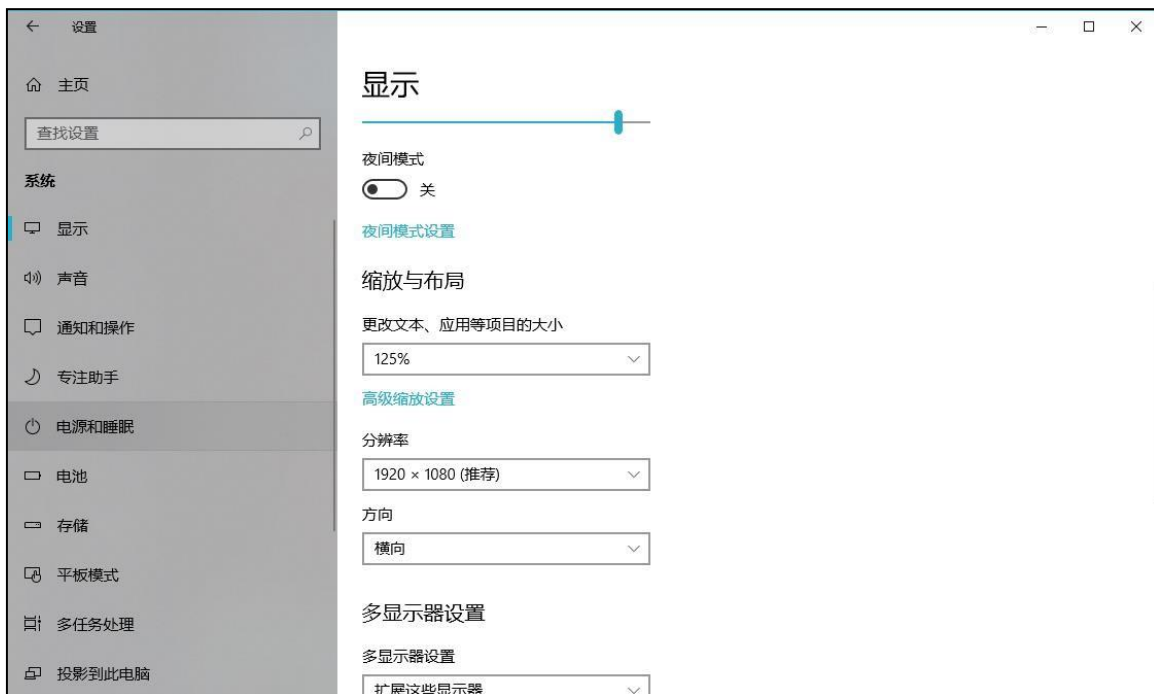 设置
主页
查找设置
系统
显示
声音
通知和操作
专注助手
电源和睡眠
电池
存储
平板模式
多任务处理
投影到此电脑
显示
夜间模式
关
夜间模式设置
缩放与布局
更改文本、应用等项目的大小
125%
高级缩放设置
分辨率
1920 × 1080 (推荐)
方向
横向
多显示器设置
多显示器设置
扩展这些显示器